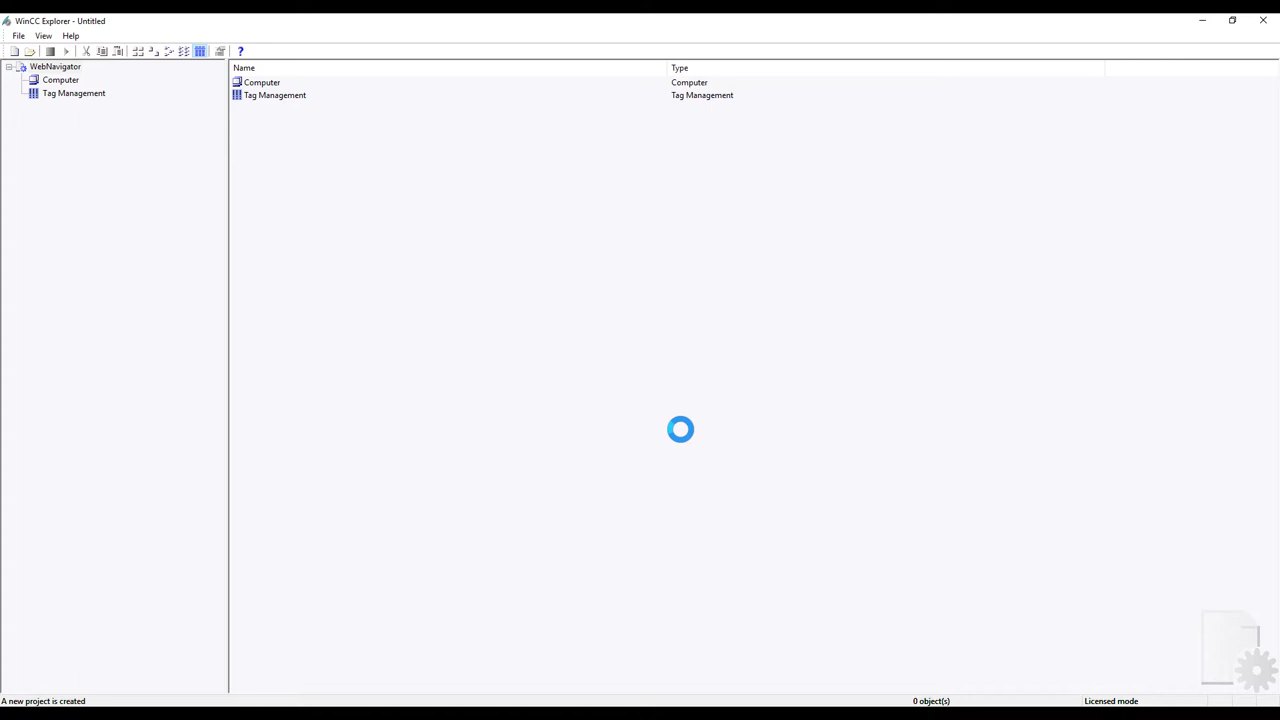 WinCC Explorer - Untitled
File View Help
WebNavigator
Computer
Tag Management
Name Type
Computer Computer
Tag Management Tag Management
A new project is created 0 object(s) Licensed mode